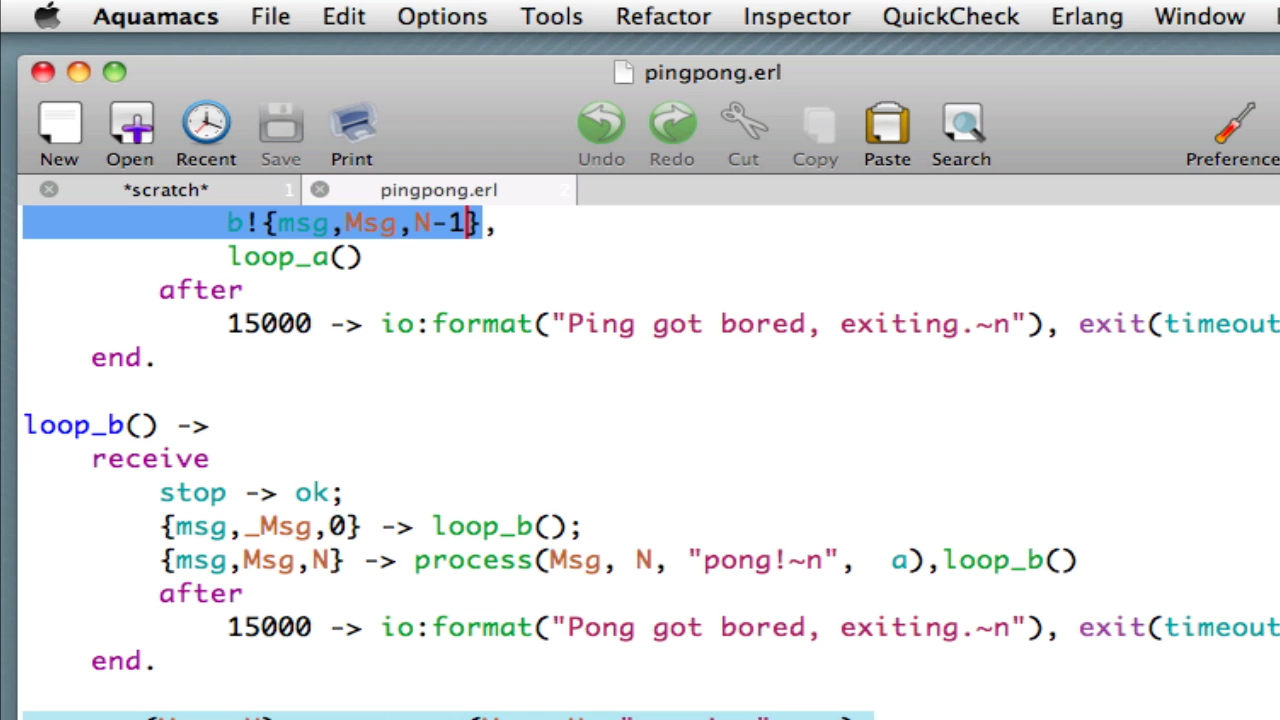 Aquamacs File Edit Options Tools Refactor Inspector QuickCheck Erlang Window
pingpong.erl
New Open Recent Save Print Undo Redo Cut Copy Paste Search Preference
*scratch* 1 pingpong.erl 2
b!{msg,Msg,N-1},
loop_a()
after
15000 -> io:format("Ping got bored, exiting.~n"), exit(timeout
end.
loop_b() ->
receive
stop -> ok;
{msg,_Msg,0} -> loop_b();
{msg,Msg,N} -> process(Msg, N, "pong!~n", a),loop_b()
after
15000 -> io:format("Pong got bored, exiting.~n"), exit(timeout
end.